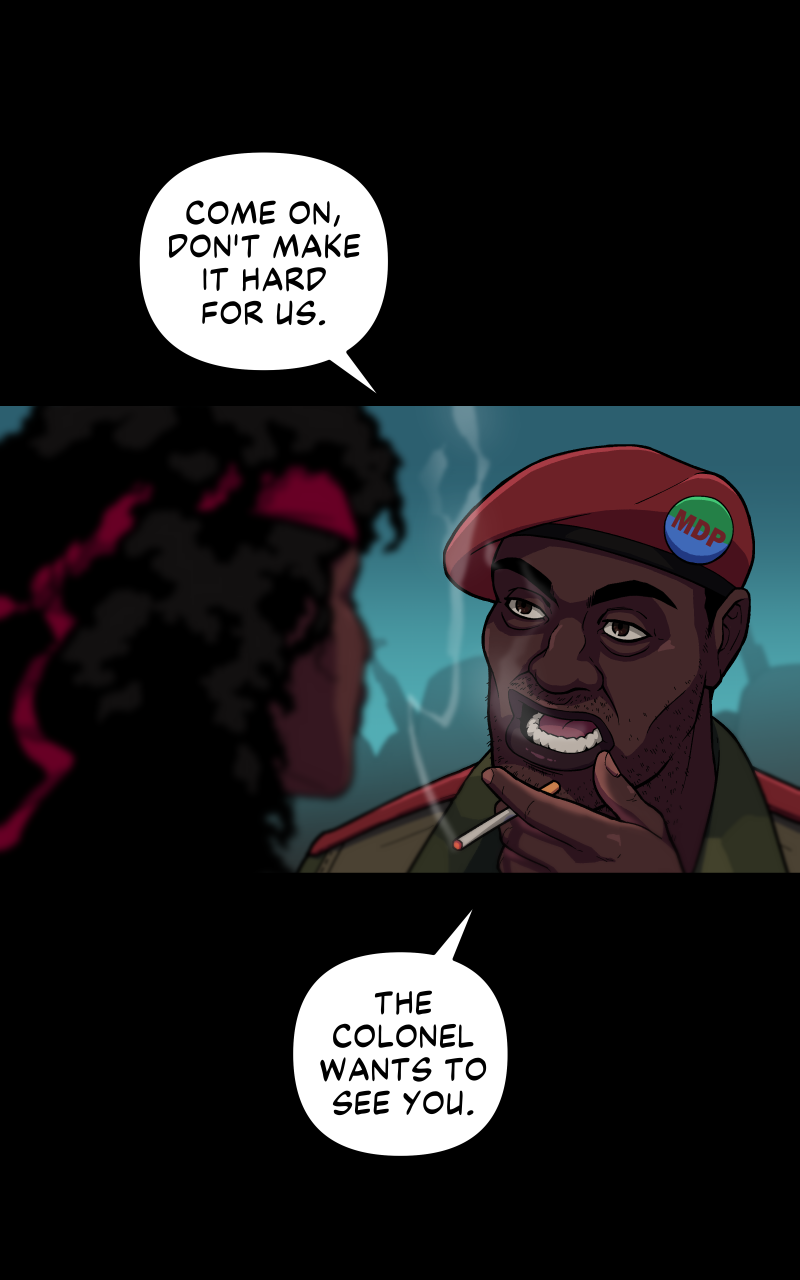 COME ON,
DON'T MAKE
IT HARD
FOR US.
MDP
THE
COLONEL
WANTS TO
SEE YOU.